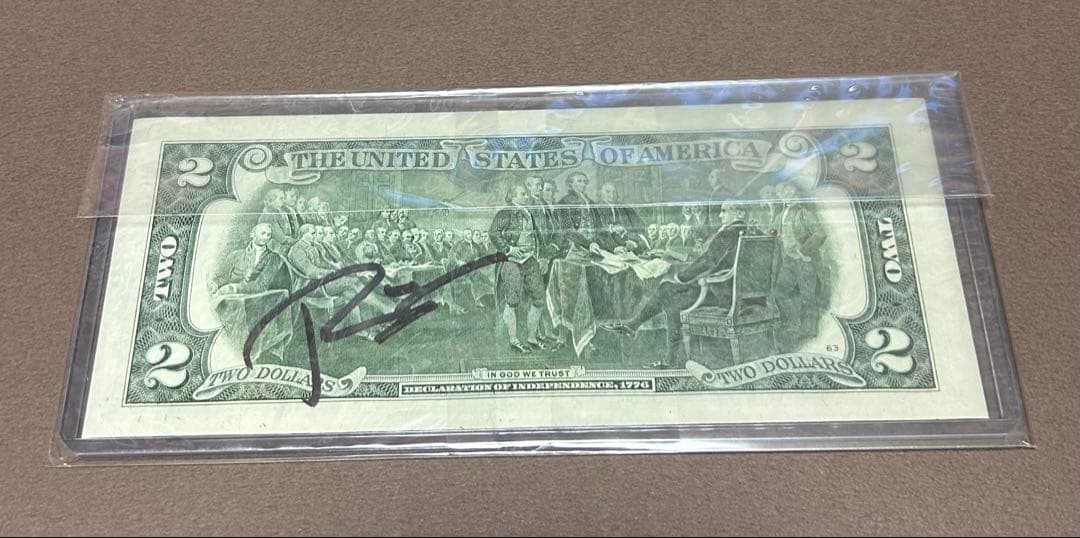 THE UNITED STATES OF AMERICA
2
2
TWO
TWO
2
2
63
TWO DOLLARS
IN GOD WE TRUST
TWO DOLLARS
DECLARATION OF INDEPENDENCE, 1776